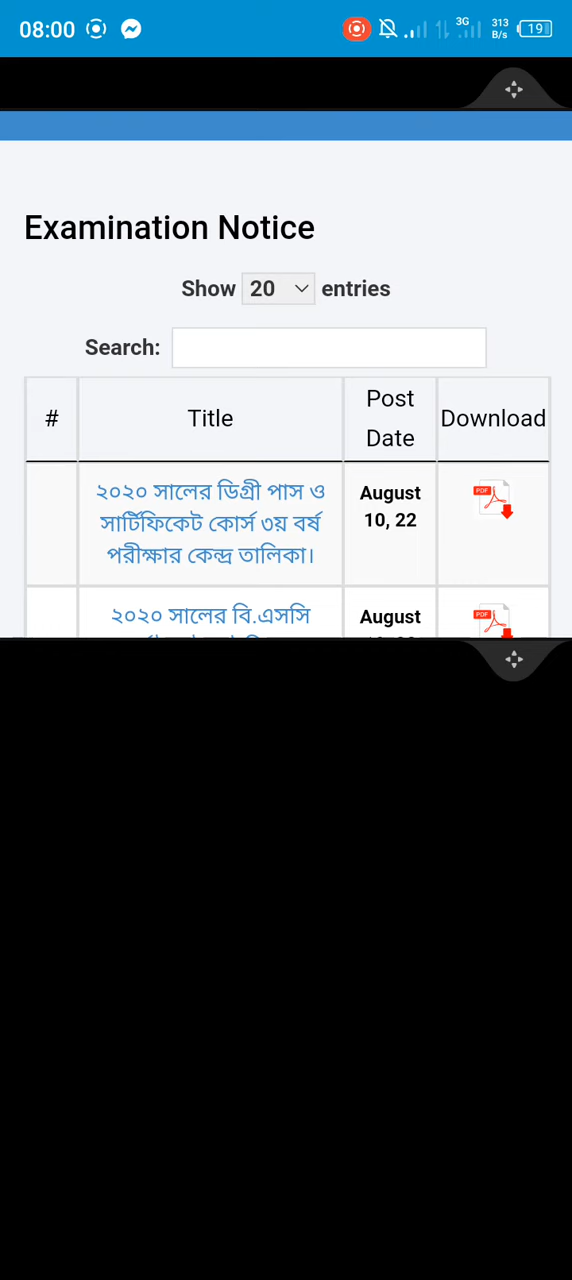 08:00
3G
313
B/s
19
Examination Notice
Show 20 entries
Search:
# Title Post Date Download
২০২০ সালের ডিগ্রী পাস ও
সার্টিফিকেট কোর্স ৩য় বর্ষ
পরীক্ষার কেন্দ্র তালিকা।
August
10, 22
PDF
২০২০ সালের বি.এসসি
August
PDF